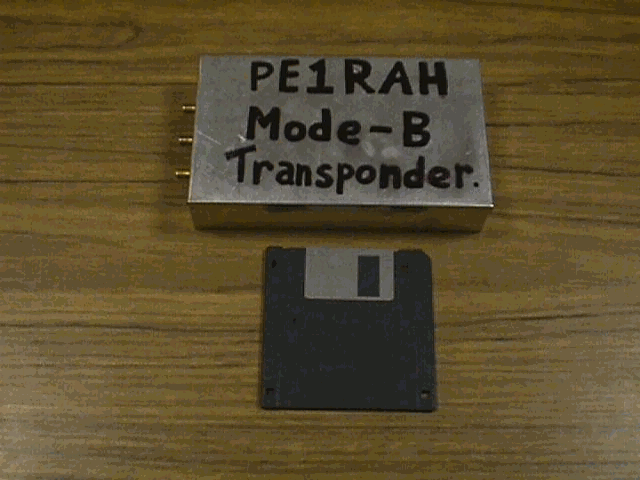 PE1RAH
Mode-B
Transponder.